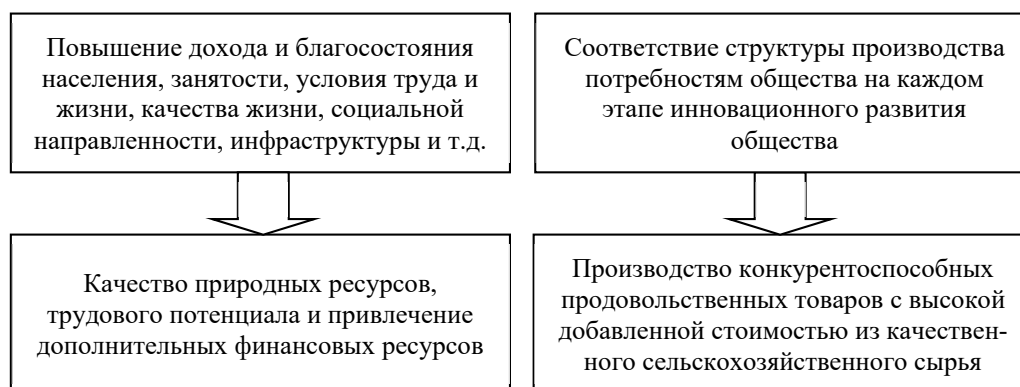 Повышение дохода и благосостояния
населения, занятости, условия труда и
жизни, качества жизни, социальной
направленности, инфраструктуры и т.д.
Соответствие структуры производства
потребностям общества на каждом
этапе инновационного развития
общества
Качество природных ресурсов,
трудового потенциала и привлечение
дополнительных финансовых ресурсов
Производство конкурентоспособных
продовольственных товаров с высокой
добавленной стоимостью из качествен-
ного сельскохозяйственного сырья